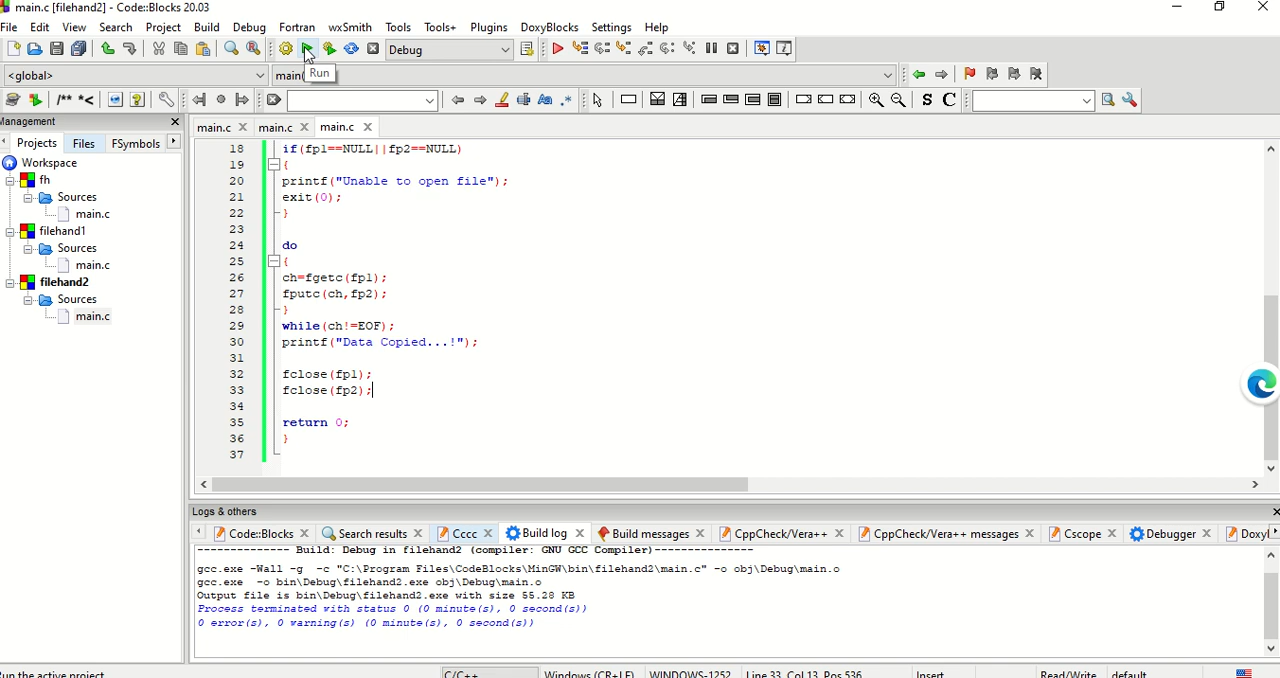 main.c [filehand2] - Code::Blocks 20.03
File Edit View Search Project Build Debug Fortran wxSmith Tools Tools+ Plugins DoxyBlocks Settings Help
Debug
<global> main(
Run
/** *<
S C
Management
Projects Files FSymbols
main.c main.c main.c
Workspace
fh
Sources
main.c
filehand1
Sources
main.c
filehand2
Sources
main.c
18 if(fp1==NULL||fp2==NULL)
19 {
20 printf("Unable to open file");
21 exit(0);
22 }
23
24 do
25 {
26 ch=fgetc(fp1);
27 fputc(ch,fp2);
28 }
29 while(ch!=EOF);
30 printf("Data Copied...!");
31
32 fclose(fp1);
33 fclose(fp2);
34
35 return 0;
36 }
37
Logs & others
Code::Blocks Search results Cccc Build log Build messages CppCheck/Vera++ CppCheck/Vera++ messages Cscope Debugger DoxyBl
-------------- Build: Debug in filehand2 (compiler: GNU GCC Compiler)---------------
gcc.exe -Wall -g -c "C:\Program Files\CodeBlocks\MinGW\bin\filehand2\main.c" -o obj\Debug\main.o
gcc.exe -o bin\Debug\filehand2.exe obj\Debug\main.o
Output file is bin\Debug\filehand2.exe with size 55.28 KB
Process terminated with status 0 (0 minute(s), 0 second(s))
0 error(s), 0 warning(s) (0 minute(s), 0 second(s))
Run the active project C/C++ Windows (CR+LF) WINDOWS-1252 Line 33, Col 13, Pos 536 Insert Read/Write default